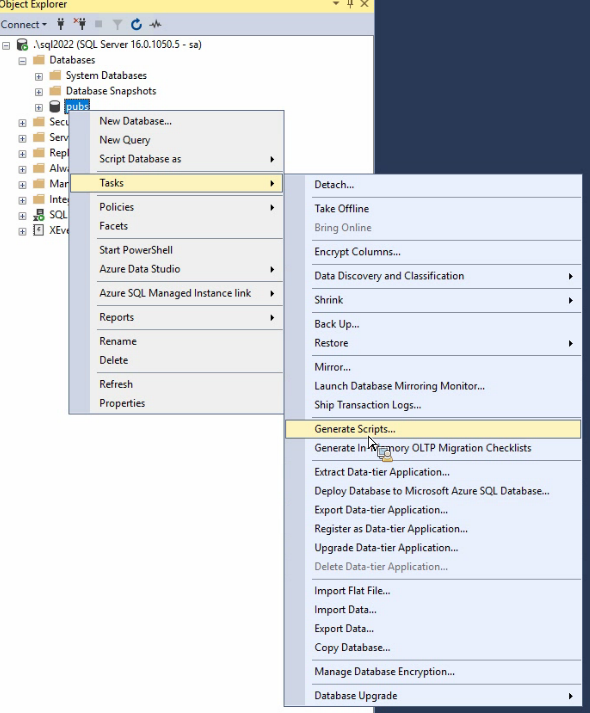 Object Explorer
Connect
.\sql2022 (SQL Server 16.0.1050.5 - sa)
Databases
System Databases
Database Snapshots
pubs
Secu
Serv
Repl
Alwa
Man
Inte
SQL
XEve
New Database...
New Query
Script Database as
Tasks
Policies
Facets
Start PowerShell
Azure Data Studio
Azure SQL Managed Instance link
Reports
Rename
Delete
Refresh
Properties
Detach...
Take Offline
Bring Online
Encrypt Columns...
Data Discovery and Classification
Shrink
Back Up...
Restore
Mirror...
Launch Database Mirroring Monitor...
Ship Transaction Logs...
Generate Scripts...
Generate In-Memory OLTP Migration Checklists
Extract Data-tier Application...
Deploy Database to Microsoft Azure SQL Database...
Export Data-tier Application...
Register as Data-tier Application...
Upgrade Data-tier Application...
Delete Data-tier Application...
Import Flat File...
Import Data...
Export Data...
Copy Database...
Manage Database Encryption...
Database Upgrade